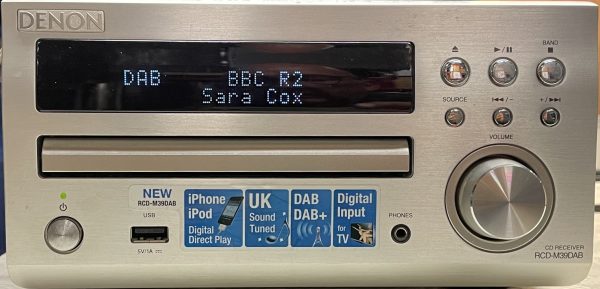 DENON
DAB BBC R2
Sara Cox
BAND
SOURCE
- / +
VOLUME
NEW
RCD-M39DAB
USB
5V/1A
iPhone
iPod
Digital
Direct Play
UK
Sound
Tuned
DAB
DAB+
Digital
Input
for
TV
PHONES
CD RECEIVER
RCD-M39DAB